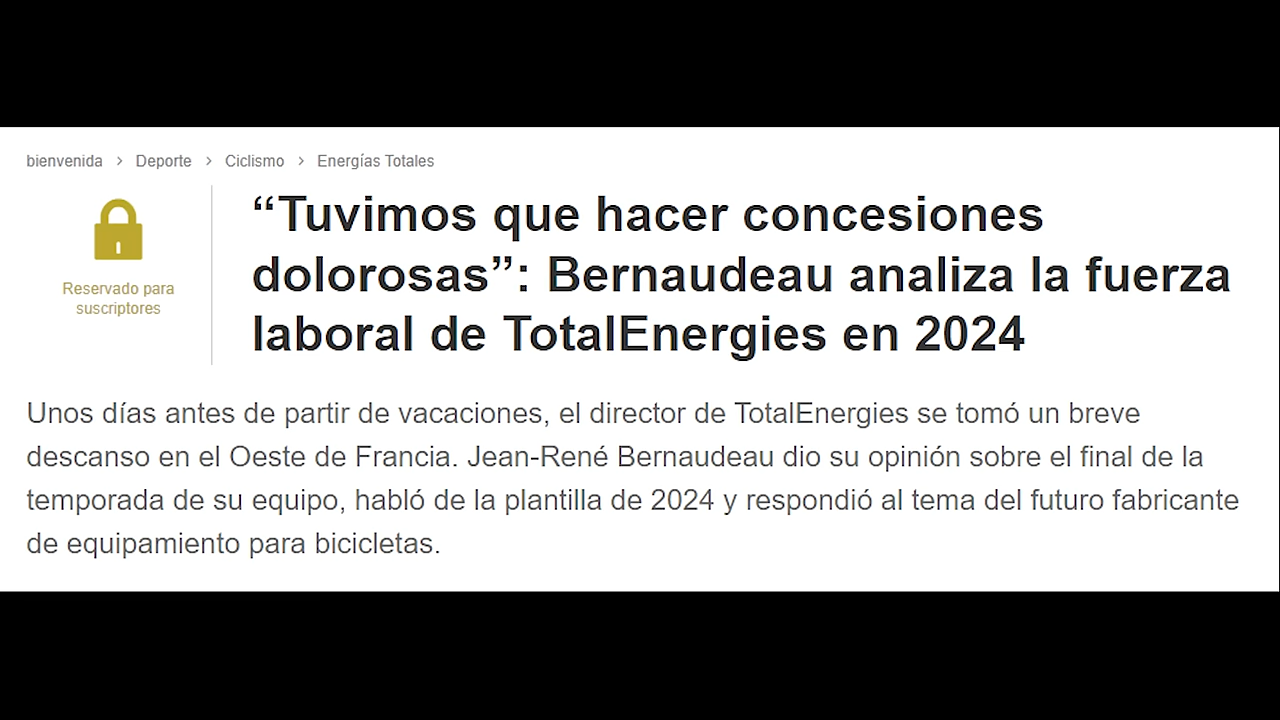 bienvenida > Deporte > Ciclismo > Energías Totales
“Tuvimos que hacer concesiones
dolorosas”: Bernaudeau analiza la fuerza
laboral de TotalEnergies en 2024
Reservado para
suscriptores
Unos días antes de partir de vacaciones, el director de TotalEnergies se tomó un breve
descanso en el Oeste de Francia. Jean-René Bernaudeau dio su opinión sobre el final de la
temporada de su equipo, habló de la plantilla de 2024 y respondió al tema del futuro fabricante
de equipamiento para bicicletas.